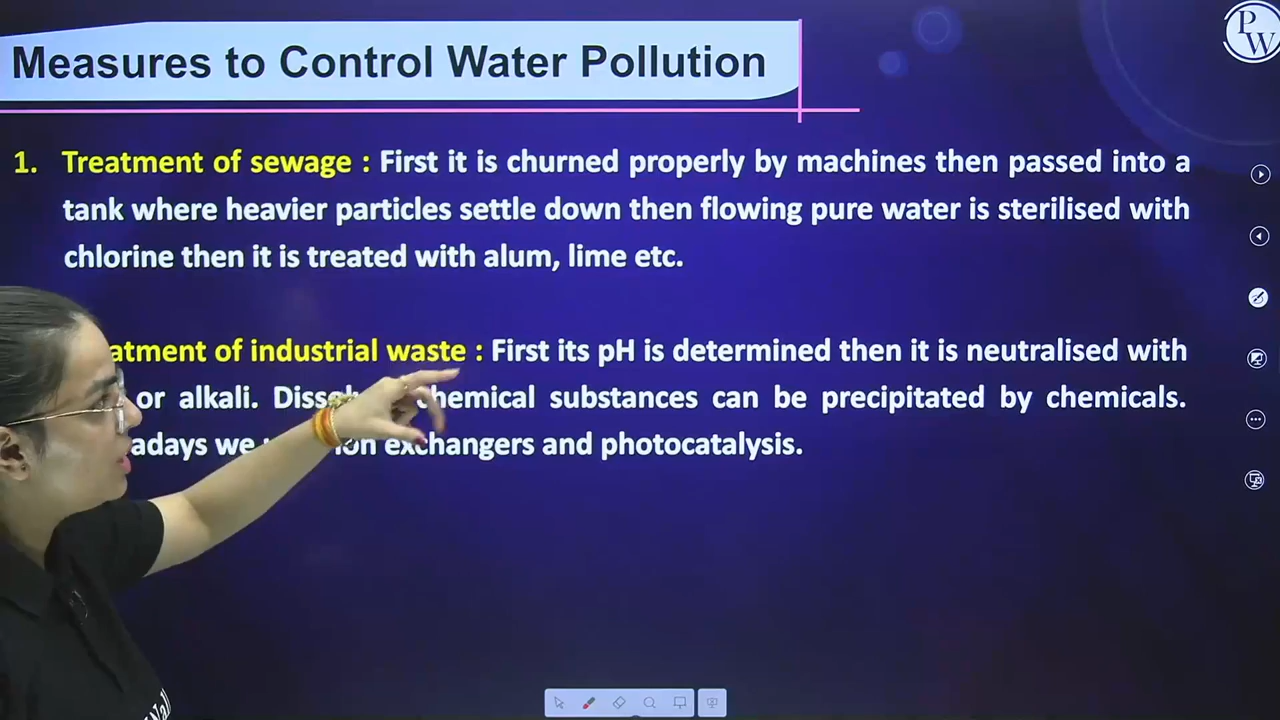 Measures to Control Water Pollution
PW
1. Treatment of sewage : First it is churned properly by machines then passed into a
tank where heavier particles settle down then flowing pure water is sterilised with
chlorine then it is treated with alum, lime etc.
of industrial waste : First its pH is determined then it is neutralised with
or alkali. chemical substances can be precipitated by chemicals.
we ion exchangers and photocatalysis.